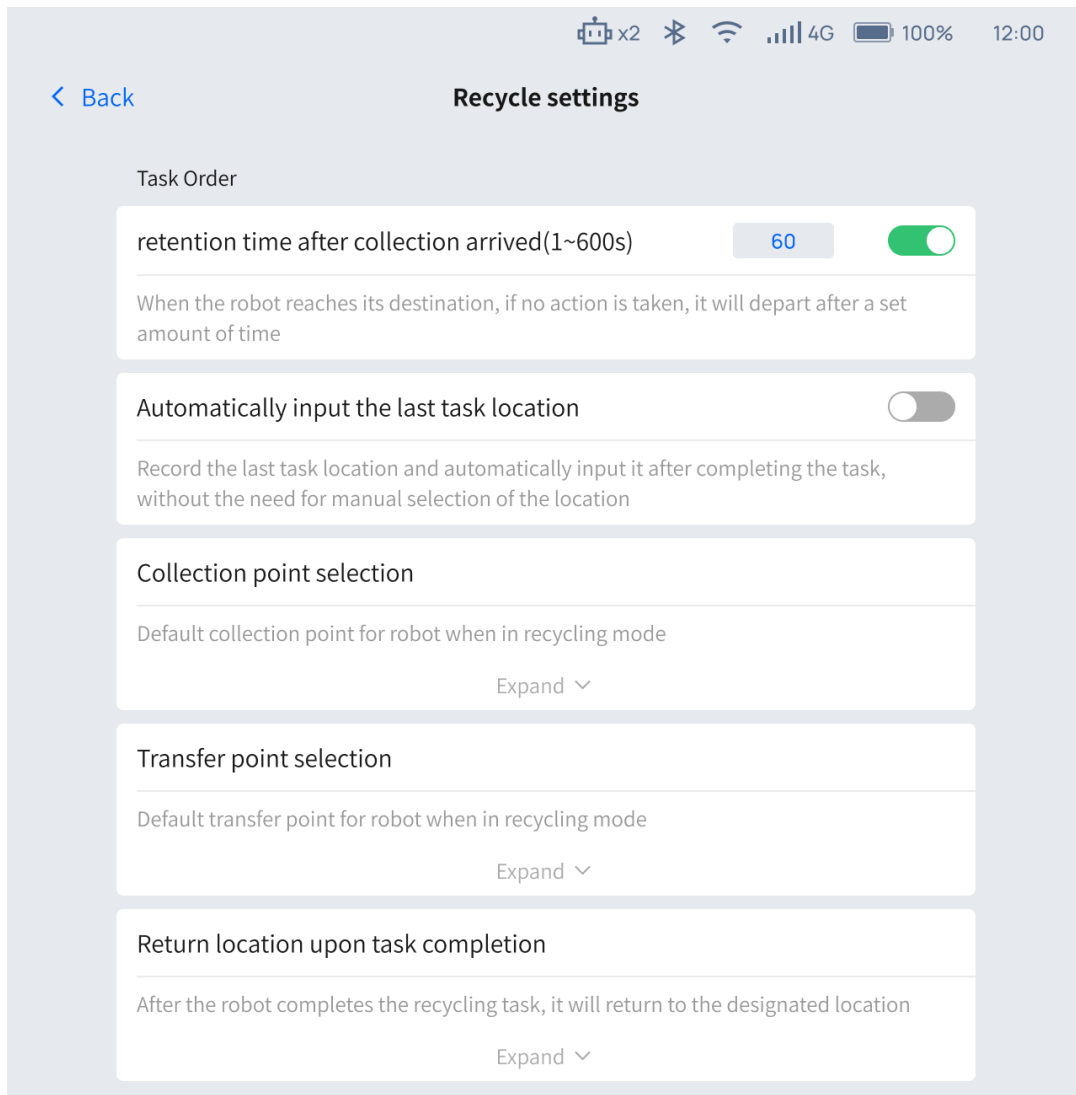 x2 4G 100% 12:00
Back Recycle settings
Task Order
retention time after collection arrived(1~600s) 60
When the robot reaches its destination, if no action is taken, it will depart after a set
amount of time
Automatically input the last task location
Record the last task location and automatically input it after completing the task,
without the need for manual selection of the location
Collection point selection
Default collection point for robot when in recycling mode
Expand
Transfer point selection
Default transfer point for robot when in recycling mode
Expand
Return location upon task completion
After the robot completes the recycling task, it will return to the designated location
Expand